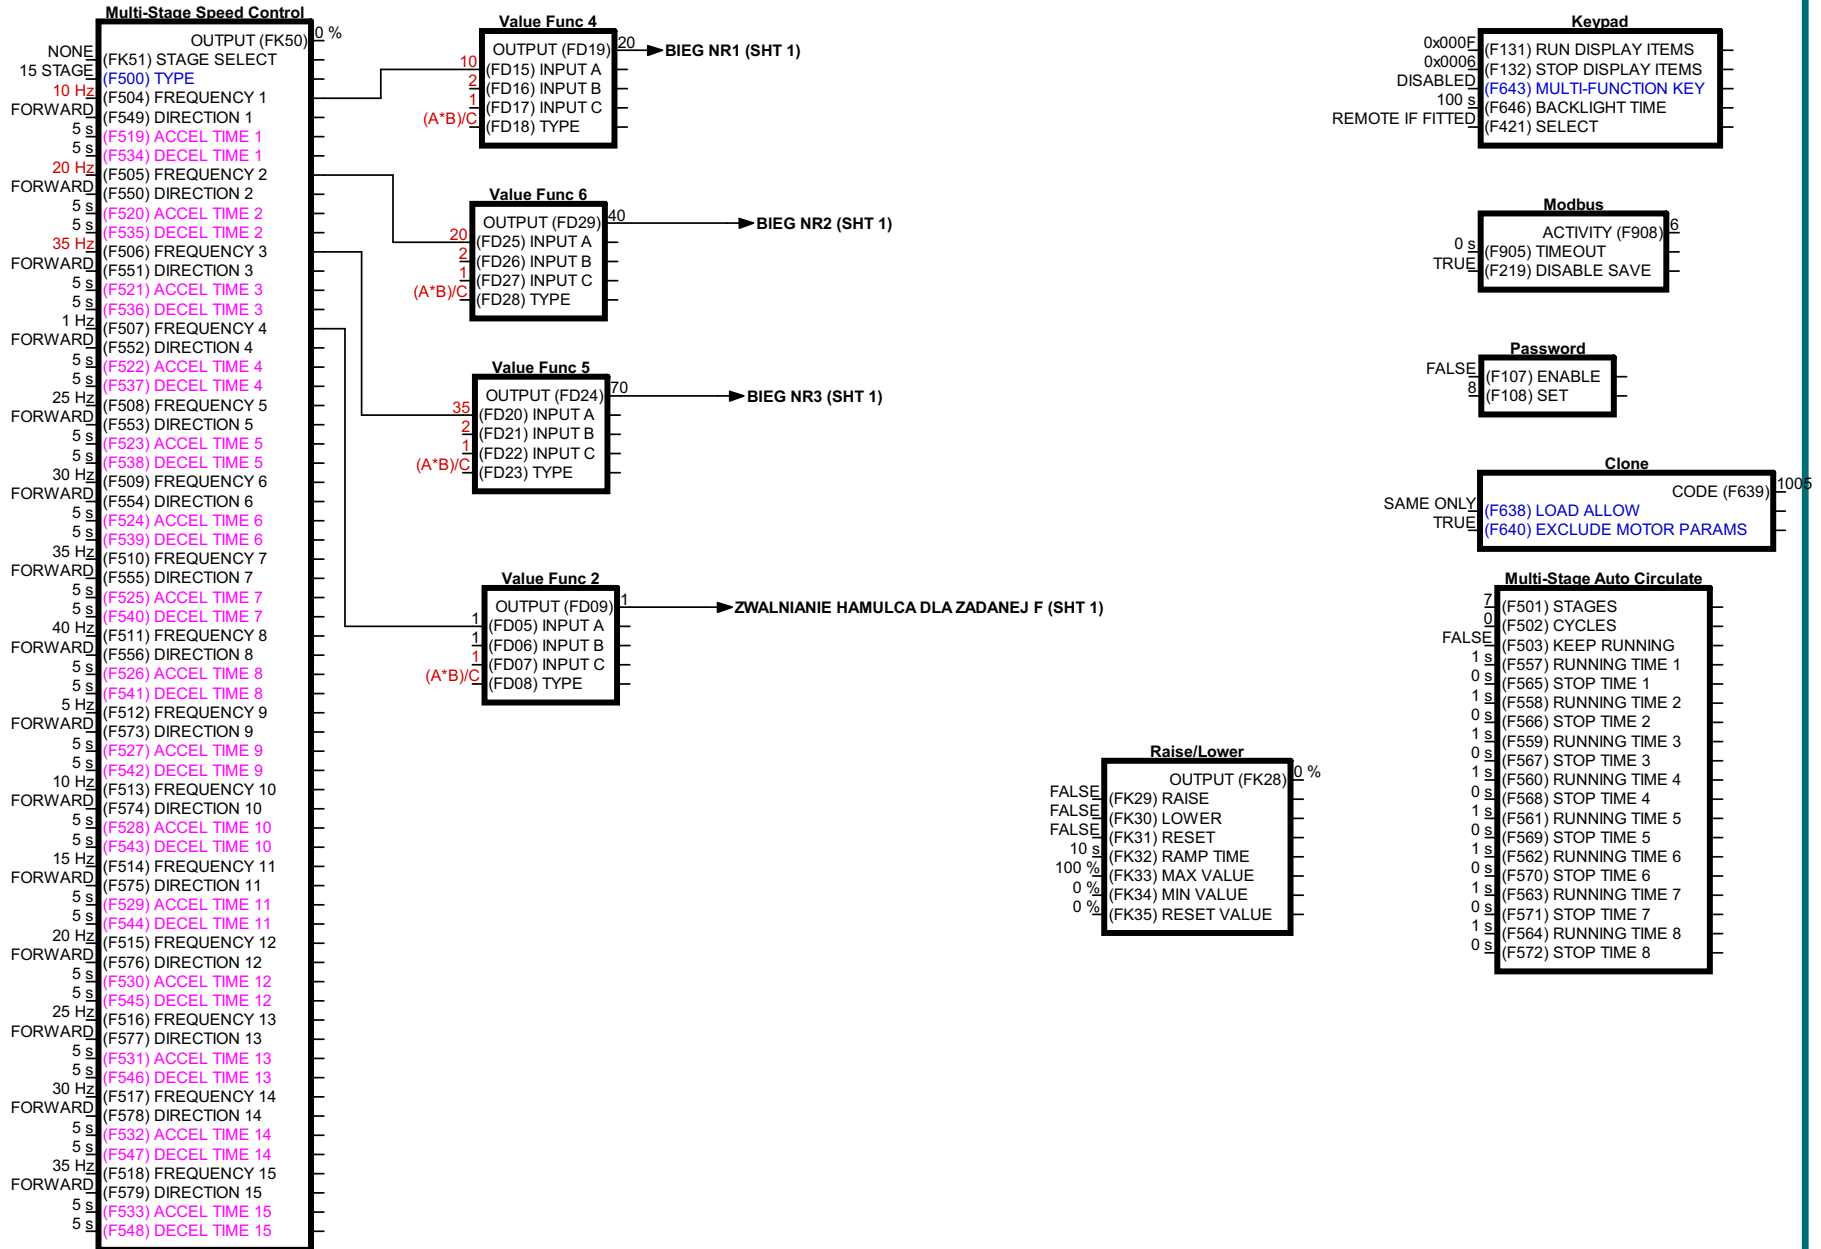 Multi-Stage Speed Control
OUTPUT (FK50) 0 %
NONE (FK51) STAGE SELECT
15 STAGE (F500) TYPE
10 Hz (F504) FREQUENCY 1
FORWARD (F549) DIRECTION 1
5 s (F519) ACCEL TIME 1
5 s (F534) DECEL TIME 1
20 Hz (F505) FREQUENCY 2
FORWARD (F550) DIRECTION 2
5 s (F520) ACCEL TIME 2
5 s (F535) DECEL TIME 2
35 Hz (F506) FREQUENCY 3
FORWARD (F551) DIRECTION 3
5 s (F521) ACCEL TIME 3
5 s (F536) DECEL TIME 3
1 Hz (F507) FREQUENCY 4
FORWARD (F552) DIRECTION 4
5 s (F522) ACCEL TIME 4
5 s (F537) DECEL TIME 4
25 Hz (F508) FREQUENCY 5
FORWARD (F553) DIRECTION 5
5 s (F523) ACCEL TIME 5
5 s (F538) DECEL TIME 5
30 Hz (F509) FREQUENCY 6
FORWARD (F554) DIRECTION 6
5 s (F524) ACCEL TIME 6
5 s (F539) DECEL TIME 6
35 Hz (F510) FREQUENCY 7
FORWARD (F555) DIRECTION 7
5 s (F525) ACCEL TIME 7
5 s (F540) DECEL TIME 7
40 Hz (F511) FREQUENCY 8
FORWARD (F556) DIRECTION 8
5 s (F526) ACCEL TIME 8
5 s (F541) DECEL TIME 8
5 Hz (F512) FREQUENCY 9
FORWARD (F573) DIRECTION 9
5 s (F527) ACCEL TIME 9
5 s (F542) DECEL TIME 9
10 Hz (F513) FREQUENCY 10
FORWARD (F574) DIRECTION 10
5 s (F528) ACCEL TIME 10
5 s (F543) DECEL TIME 10
15 Hz (F514) FREQUENCY 11
FORWARD (F575) DIRECTION 11
5 s (F529) ACCEL TIME 11
5 s (F544) DECEL TIME 11
20 Hz (F515) FREQUENCY 12
FORWARD (F576) DIRECTION 12
5 s (F530) ACCEL TIME 12
5 s (F545) DECEL TIME 12
25 Hz (F516) FREQUENCY 13
FORWARD (F577) DIRECTION 13
5 s (F531) ACCEL TIME 13
5 s (F546) DECEL TIME 13
30 Hz (F517) FREQUENCY 14
FORWARD (F578) DIRECTION 14
5 s (F532) ACCEL TIME 14
5 s (F547) DECEL TIME 14
35 Hz (F518) FREQUENCY 15
FORWARD (F579) DIRECTION 15
5 s (F533) ACCEL TIME 15
5 s (F548) DECEL TIME 15
Value Func 4
OUTPUT (FD19) 20 BIEG NR1 (SHT 1)
10 (FD15) INPUT A
2 (FD16) INPUT B
1 (FD17) INPUT C
(A*B)/C (FD18) TYPE
Value Func 6
OUTPUT (FD29) 40 BIEG NR2 (SHT 1)
20 (FD25) INPUT A
2 (FD26) INPUT B
1 (FD27) INPUT C
(A*B)/C (FD28) TYPE
Value Func 5
OUTPUT (FD24) 70 BIEG NR3 (SHT 1)
35 (FD20) INPUT A
2 (FD21) INPUT B
1 (FD22) INPUT C
(A*B)/C (FD23) TYPE
Value Func 2
OUTPUT (FD09) 1 ZWALNIANIE HAMULCA DLA ZADANEJ F (SHT 1)
1 (FD05) INPUT A
1 (FD06) INPUT B
1 (FD07) INPUT C
(A*B)/C (FD08) TYPE
Raise/Lower
OUTPUT (FK28) 0 %
FALSE (FK29) RAISE
FALSE (FK30) LOWER
FALSE (FK31) RESET
10 s (FK32) RAMP TIME
100 % (FK33) MAX VALUE
0 % (FK34) MIN VALUE
0 % (FK35) RESET VALUE
Keypad
0x000F (F131) RUN DISPLAY ITEMS
0x0006 (F132) STOP DISPLAY ITEMS
DISABLED (F643) MULTI-FUNCTION KEY
100 s (F646) BACKLIGHT TIME
REMOTE IF FITTED (F421) SELECT
Modbus
ACTIVITY (F908) 6
0 s (F905) TIMEOUT
TRUE (F219) DISABLE SAVE
Password
FALSE (F107) ENABLE
8 (F108) SET
Clone
CODE (F639) 1005
SAME ONLY (F638) LOAD ALLOW
TRUE (F640) EXCLUDE MOTOR PARAMS
Multi-Stage Auto Circulate
7 (F501) STAGES
0 (F502) CYCLES
FALSE (F503) KEEP RUNNING
1 s (F557) RUNNING TIME 1
0 s (F565) STOP TIME 1
1 s (F558) RUNNING TIME 2
0 s (F566) STOP TIME 2
1 s (F559) RUNNING TIME 3
0 s (F567) STOP TIME 3
1 s (F560) RUNNING TIME 4
0 s (F568) STOP TIME 4
1 s (F561) RUNNING TIME 5
0 s (F569) STOP TIME 5
1 s (F562) RUNNING TIME 6
0 s (F570) STOP TIME 6
1 s (F563) RUNNING TIME 7
0 s (F571) STOP TIME 7
1 s (F564) RUNNING TIME 8
0 s (F572) STOP TIME 8